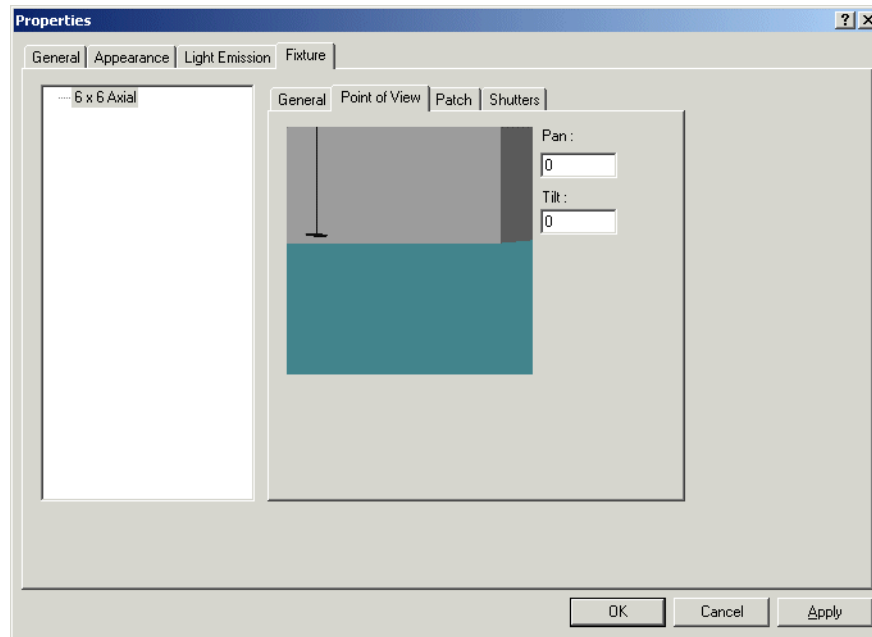 Properties
General Appearance Light Emission Fixture
6 x 6 Axial
General Point of View Patch Shutters
Pan :
0
Tilt :
0
OK Cancel Apply